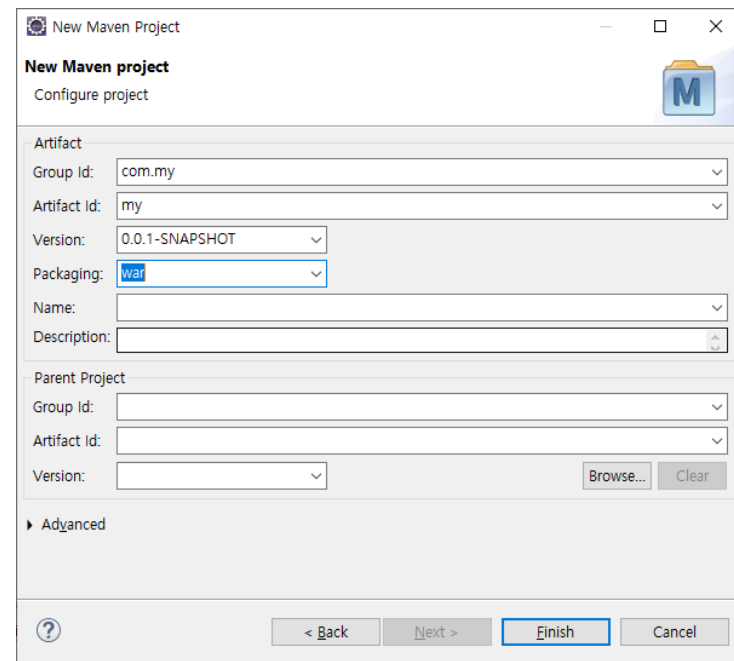 New Maven Project
New Maven project
Configure project
M
Artifact
Group Id: com.my
Artifact Id: my
Version: 0.0.1-SNAPSHOT
Packaging: war
Name:
Description:
Parent Project
Group Id:
Artifact Id:
Version: Browse... Clear
Advanced
? < Back Next > Finish Cancel